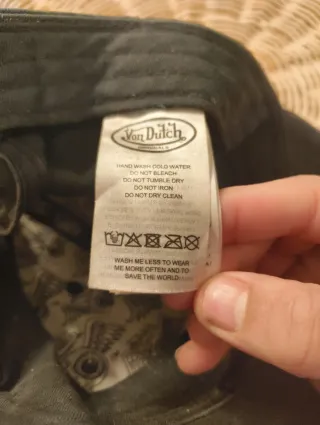 Von Dutch
HAND WASH COLD WATER
DO NOT BLEACH
DO NOT TUMBLE DRY
DO NOT IRON
DO NOT DRY CLEAN
WASH ME LESS TO WEAR
ME MORE OFTEN AND TO
SAVE THE WORLD